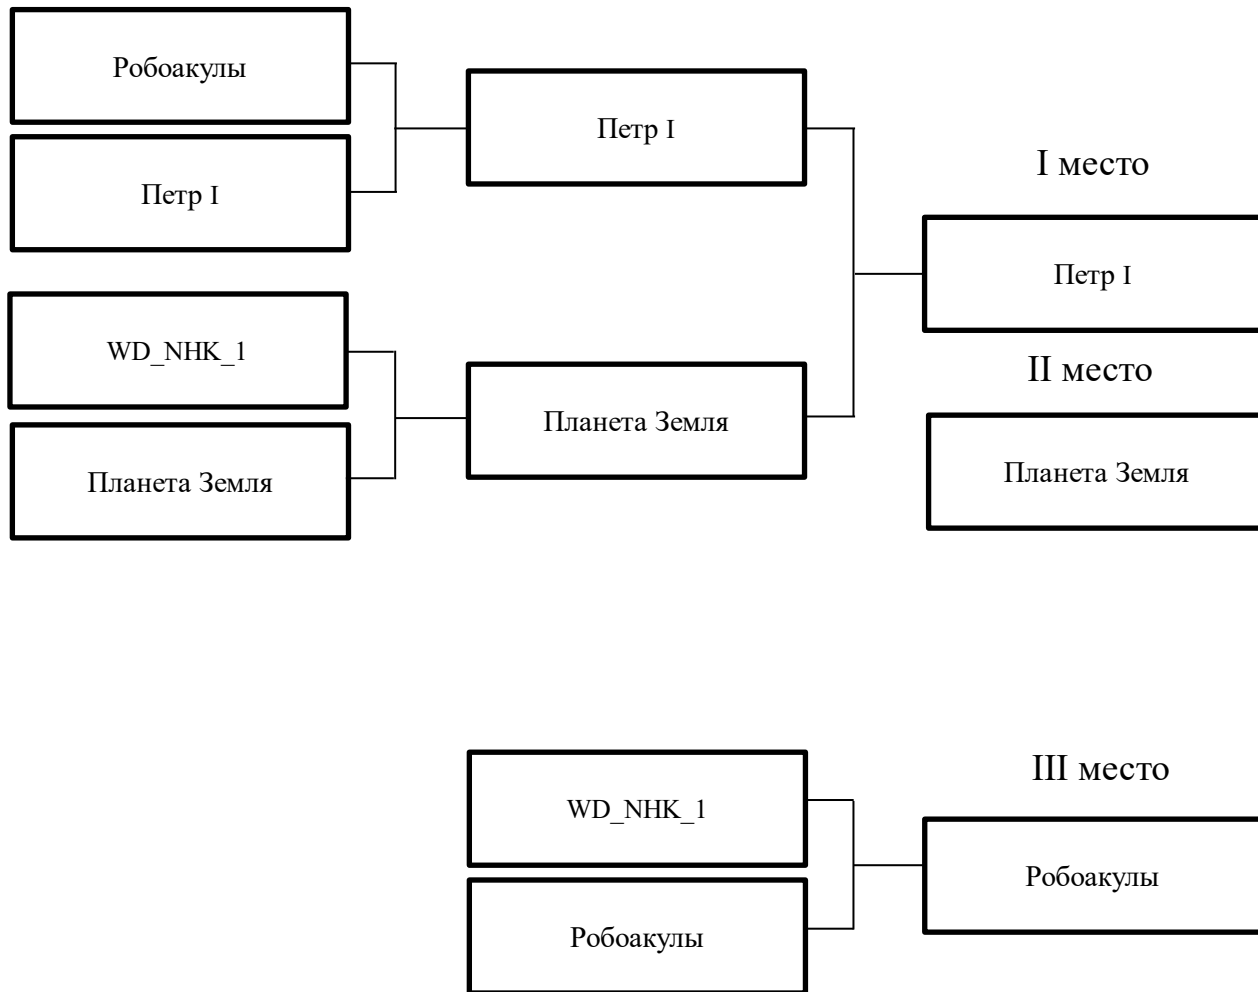 Робоакулы
Петр I
Петр I
I место
Петр I
WD_NHK_1
Планета Земля
Планета Земля
II место
Планета Земля
WD_NHK_1
Робоакулы
III место
Робоакулы